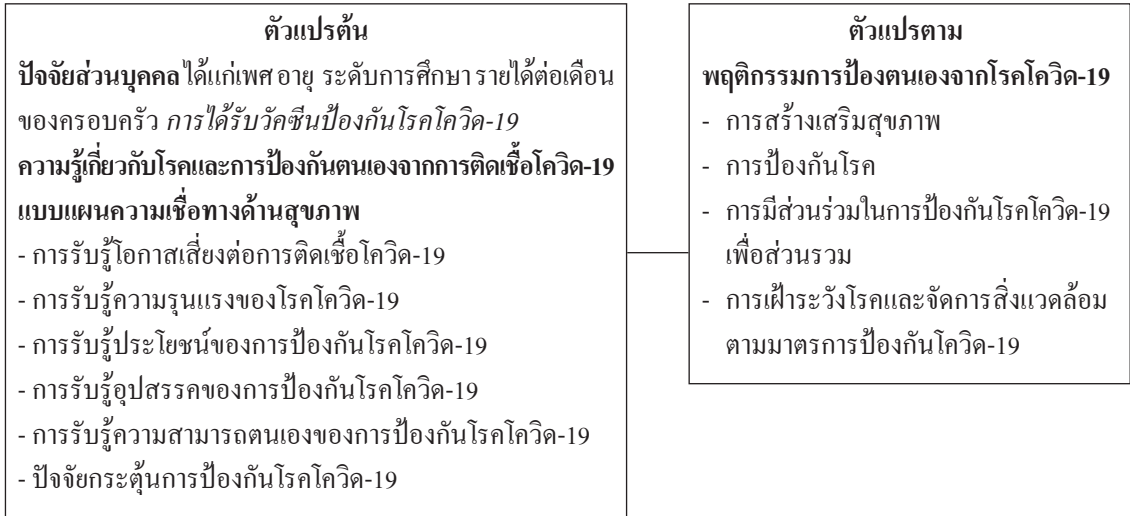 ตัวแปรต้น
ปัจจัยส่วนบุคคล ได้แก่เพศ อายุ ระดับการศึกษา รายได้ต่อเดือน
ของครอบครัว การได้รับวัคซีนป้องกันโรคโควิด-19
ความรู้เกี่ยวกับโรคและการป้องกันตนเองจากการติดเชื้อโควิด-19
แบบแผนความเชื่อทางด้านสุขภาพ
- การรับรู้โอกาสเสี่ยงต่อการติดเชื้อโควิด-19
- การรับรู้ความรุนแรงของโรคโควิด-19
- การรับรู้ประโยชน์ของการป้องกันโรคโควิด-19
- การรับรู้อุปสรรคของการป้องกันโรคโควิด-19
- การรับรู้ความสามารถตนเองของการป้องกันโรคโควิด-19
- ปัจจัยกระตุ้นการป้องกันโรคโควิด-19
ตัวแปรตาม
พฤติกรรมการป้องตนเองจากโรคโควิด-19
- การสร้างเสริมสุขภาพ
- การป้องกันโรค
- การมีส่วนร่วมในการป้องกันโรคโควิด-19
เพื่อส่วนรวม
- การเฝ้าระวังโรคและจัดการสิ่งแวดล้อม
ตามมาตรการป้องกันโควิด-19